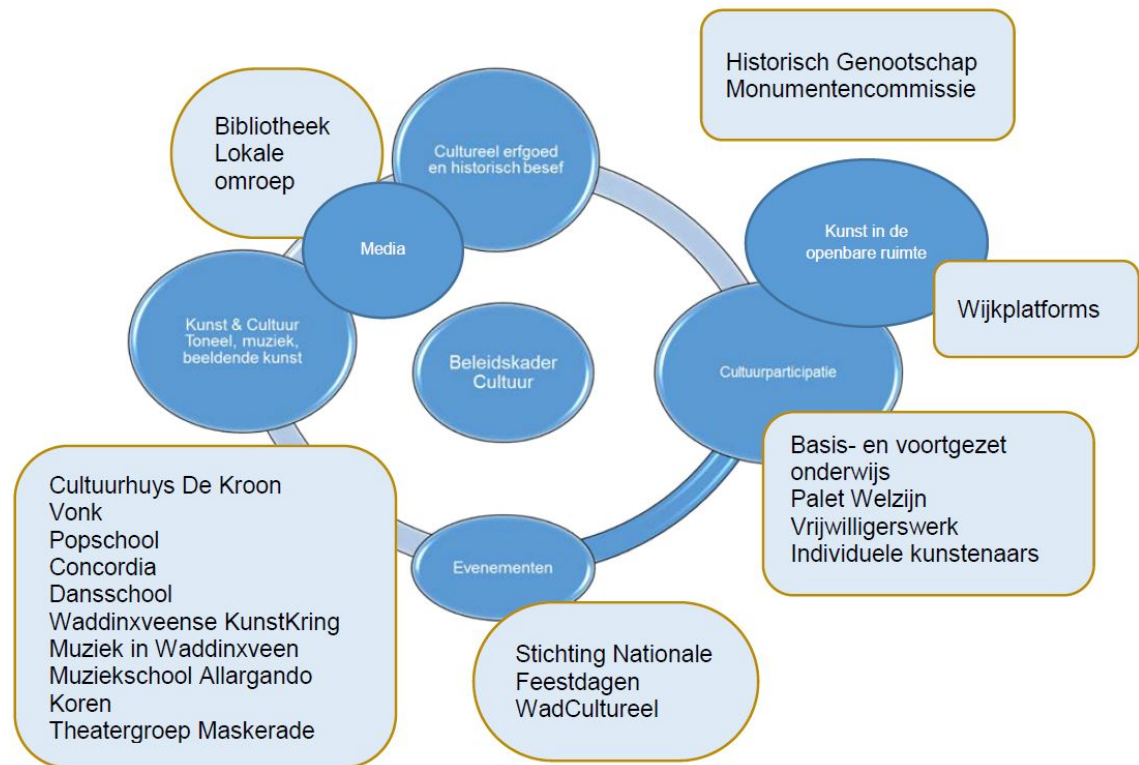 Historisch Genootschap
Monumentencommissie
Bibliotheek
Lokale
omroep
Cultureel erfgoed
en historisch besef
Media
Kunst in de
openbare ruimte
Wijkplatforms
Kunst & Cultuur
Toneel, muziek,
beeldende kunst
Beleidskader
Cultuur
Cultuurparticipatie
Basis- en voortgezet
onderwijs
Palet Welzijn
Vrijwilligerswerk
Individuele kunstenaars
Cultuurhuys De Kroon
Vonk
Popschool
Concordia
Dansschool
Waddinxveense KunstKring
Muziek in Waddinxveen
Muziekschool Allargando
Koren
Theatergroep Maskerade
Evenementen
Stichting Nationale
Feestdagen
WadCultureel